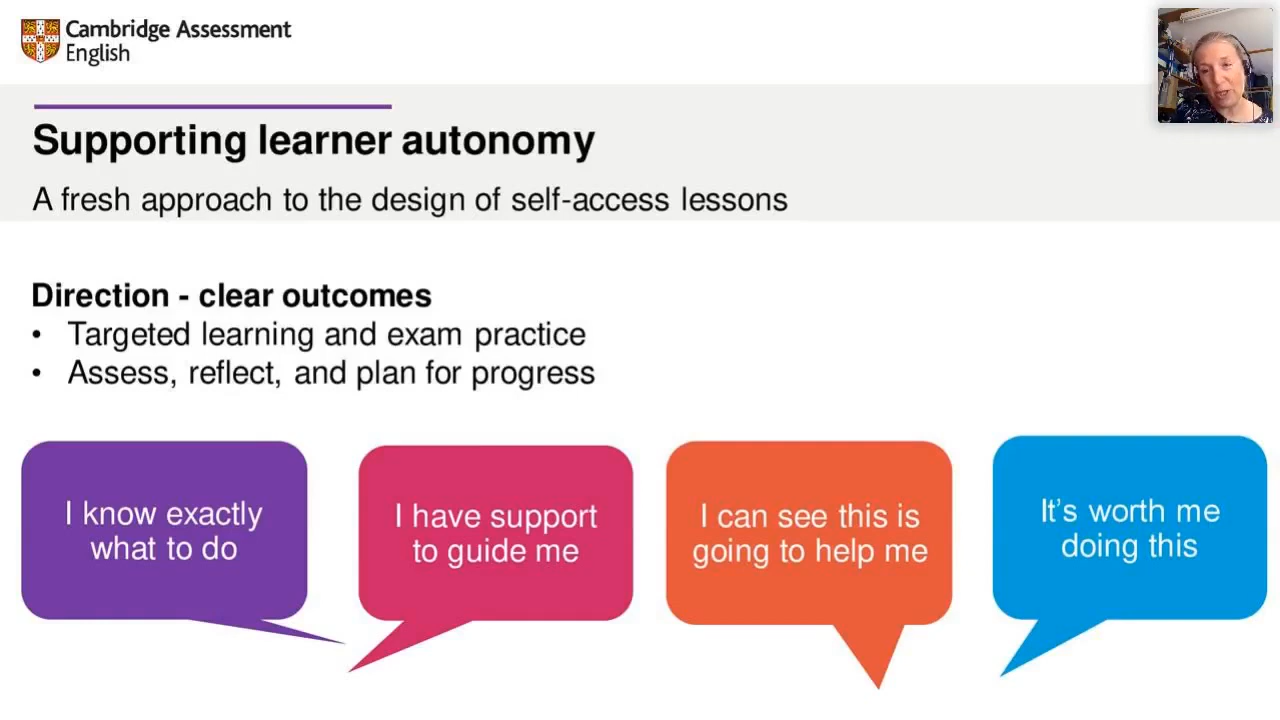 Cambridge Assessment
English
Supporting learner autonomy
A fresh approach to the design of self-access lessons
Direction - clear outcomes
• Targeted learning and exam practice
• Assess, reflect, and plan for progress
I know exactly
what to do
I have support
to guide me
I can see this is
going to help me
It's worth me
doing this